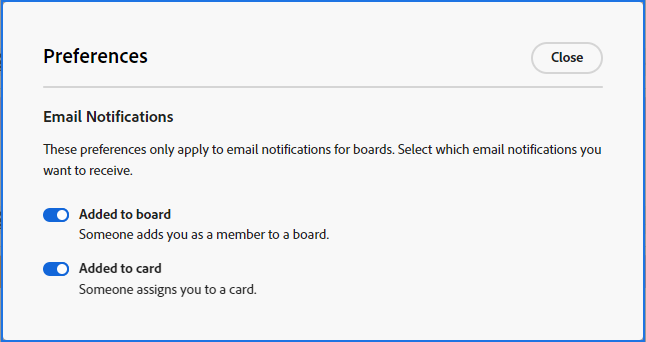 Preferences
Close
Email Notifications
These preferences only apply to email notifications for boards. Select which email notifications you
want to receive.
Added to board
Someone adds you as a member to a board.
Added to card
Someone assigns you to a card.